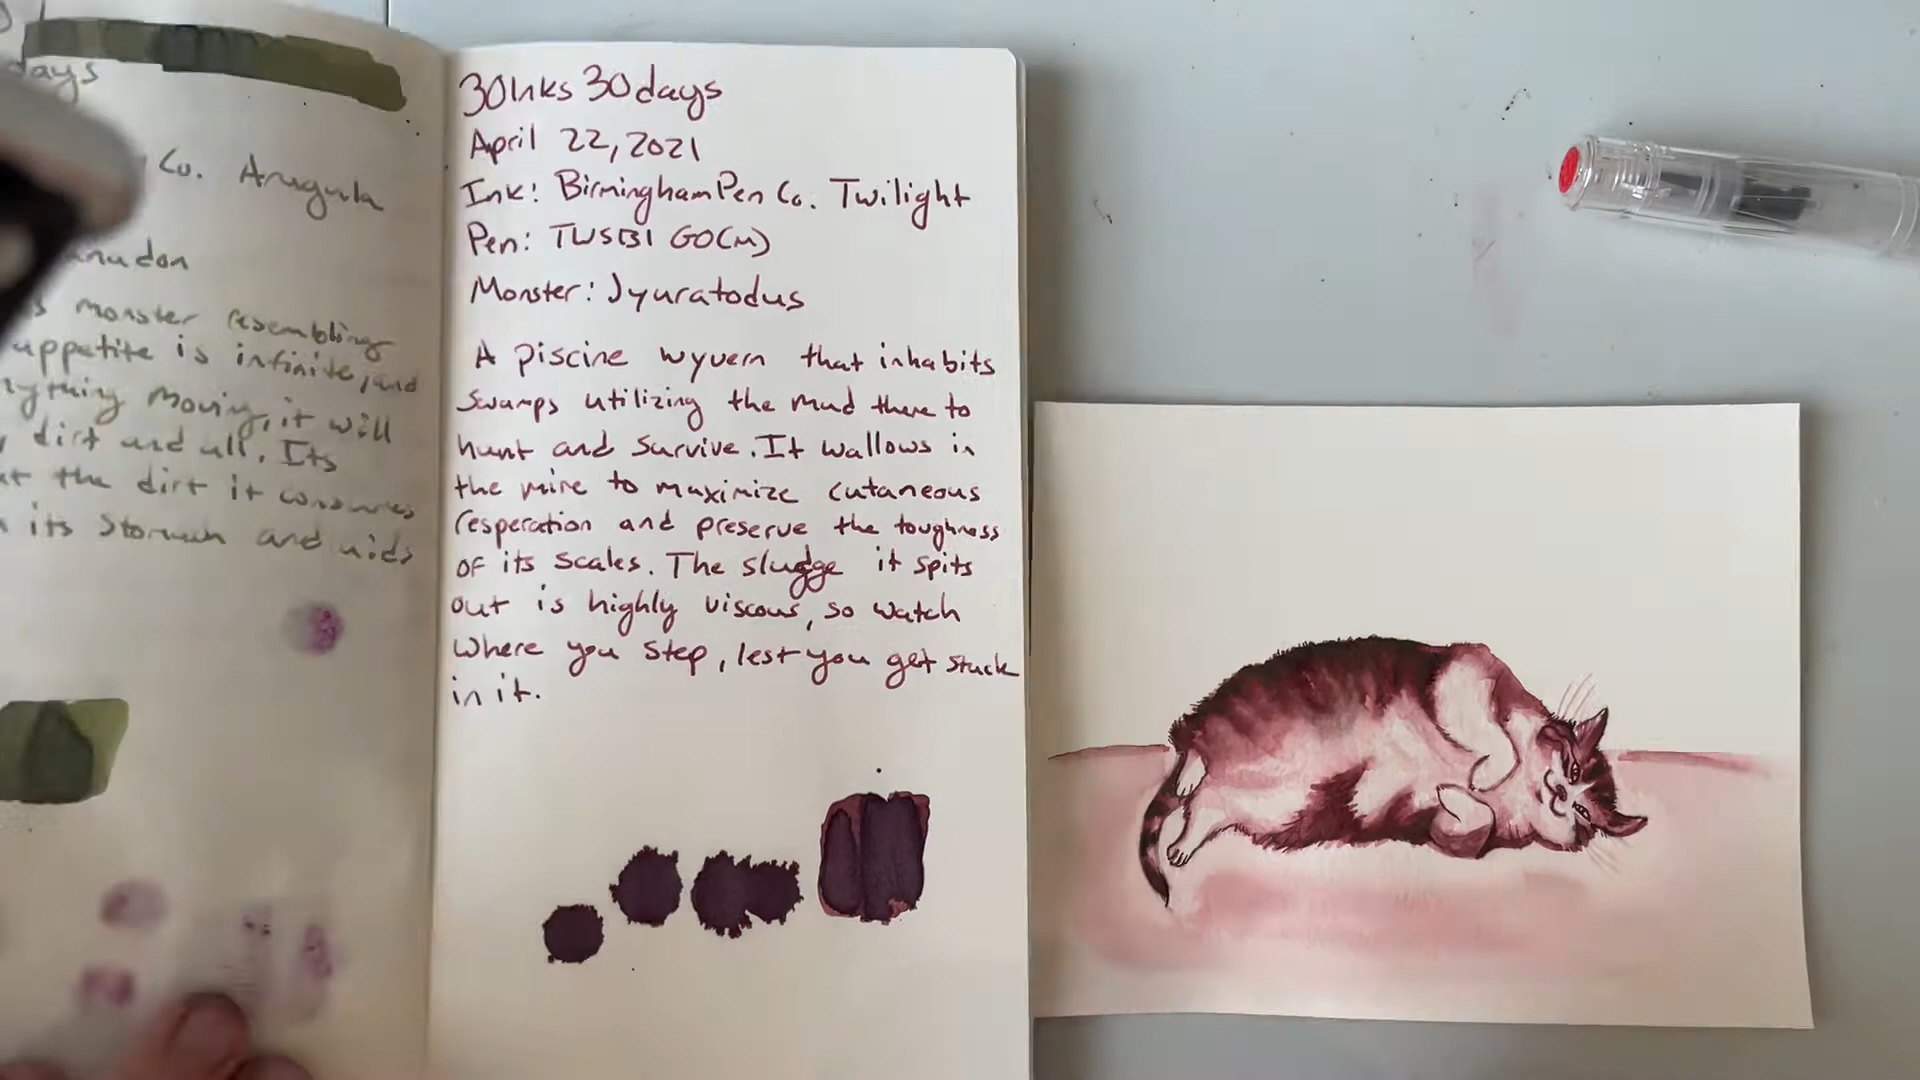 days
Co. Arugula
monster resembling
appetite is infinite, and
moving, it will
dirt and all. Its
the dirt it consumes
its stomach and aids
30Inks 30days
April 22, 2021
Ink: Birmingham Pen Co. Twilight
Pen: TWSBI GO(M)
Monster: Jyuratodus
A piscine wyvern that inhabits
swamps utilizing the mud there to
hunt and survive. It wallows in
the mire to maximize cutaneous
resperation and preserve the toughness
of its scales. The sludge it spits
out is highly viscous, so watch
where you step, lest you get stuck
in it.